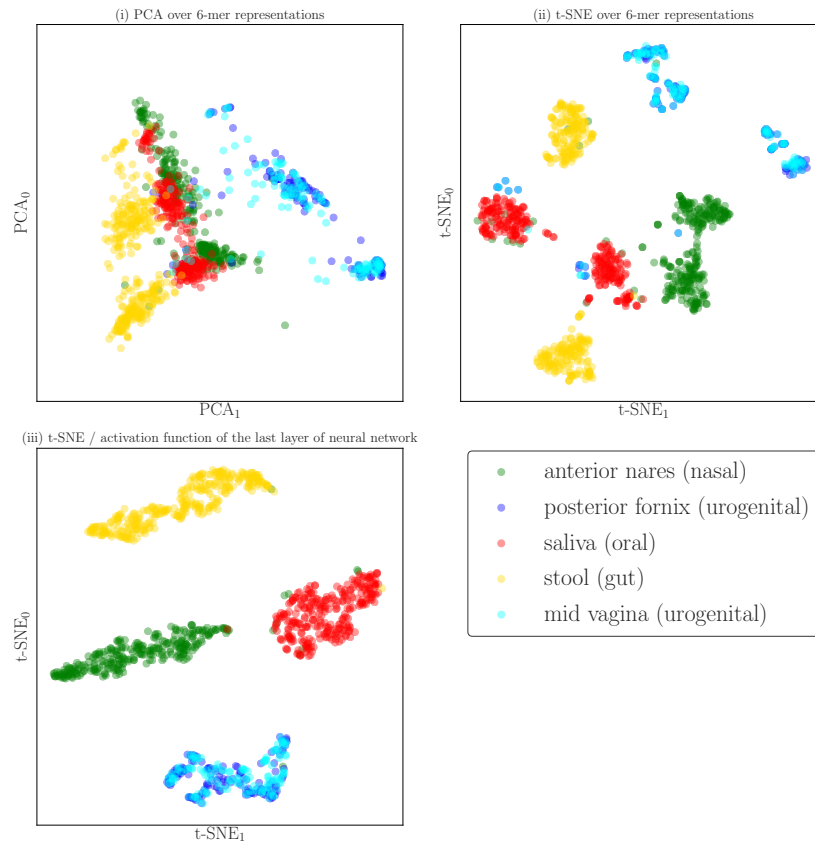 (i) PCA over 6-mer representations
(ii) t-SNE over 6-mer representations
PCA₀
PCA₁
t-SNE₀
t-SNE₁
(iii) t-SNE / activation function of the last layer of neural network
t-SNE₀
t-SNE₁
anterior nares (nasal)
posterior fornix (urogenital)
saliva (oral)
stool (gut)
mid vagina (urogenital)